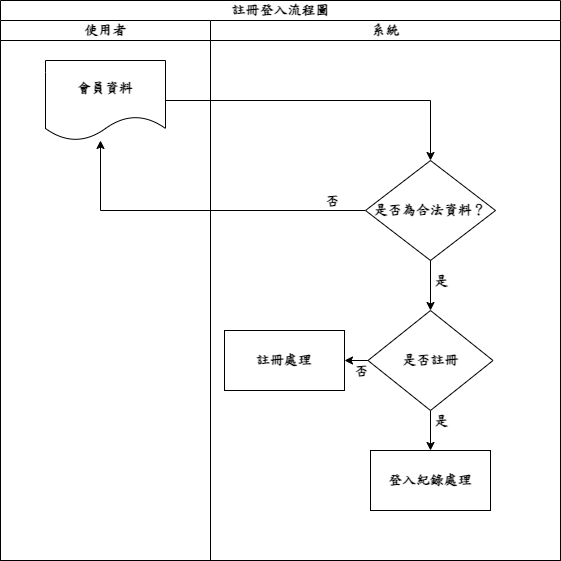 註冊登入流程圖
使用者
系統
會員資料
否
是否為合法資料？
是
是否註冊
註冊處理
否
是
登入紀錄處理